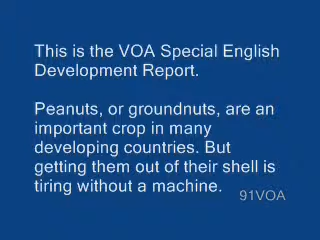 This is the VOA Special English
Development Report.
Peanuts, or groundnuts, are an
important crop in many
developing countries. But
getting them out of their shell is
tiring without a machine.
91VOA